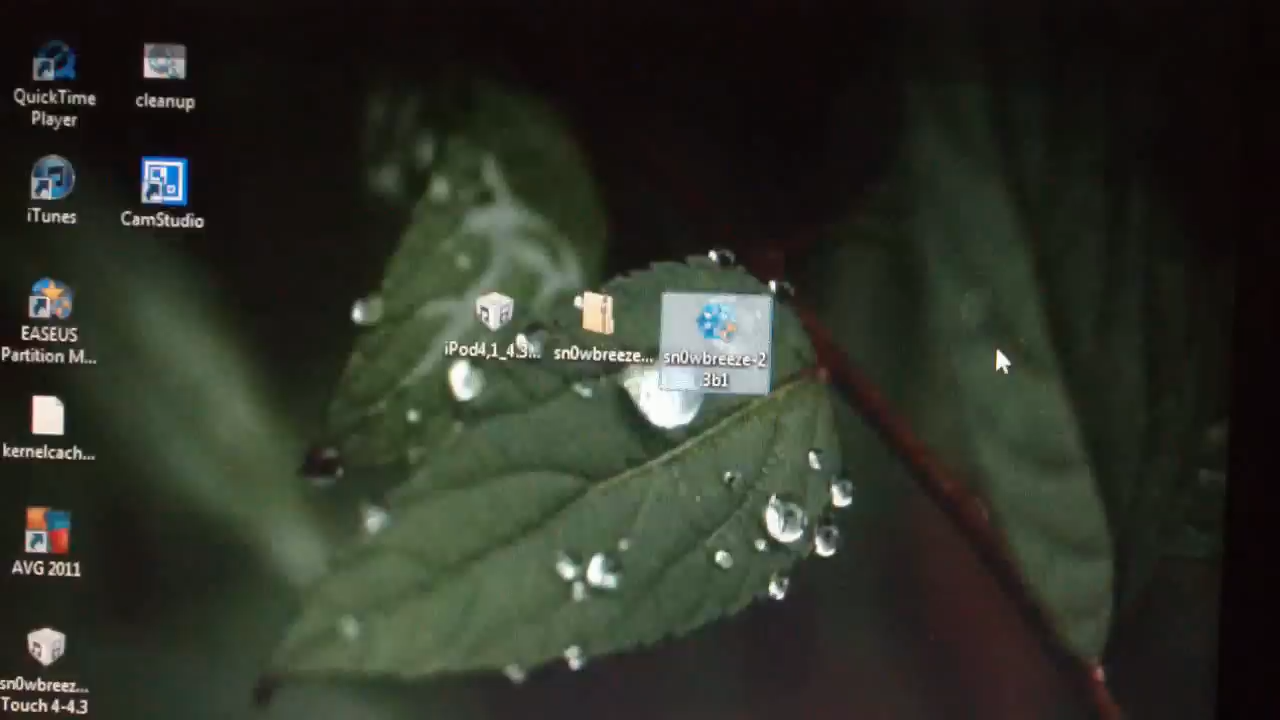 QuickTime
Player
cleanup
iTunes
CamStudio
EASEUS
Partition M...
iPod4,1_4.3...
sn0wbreeze...
sn0wbreeze-2
3b1
kernelcach...
AVG 2011
sn0wbreez...
Touch 4-4.3